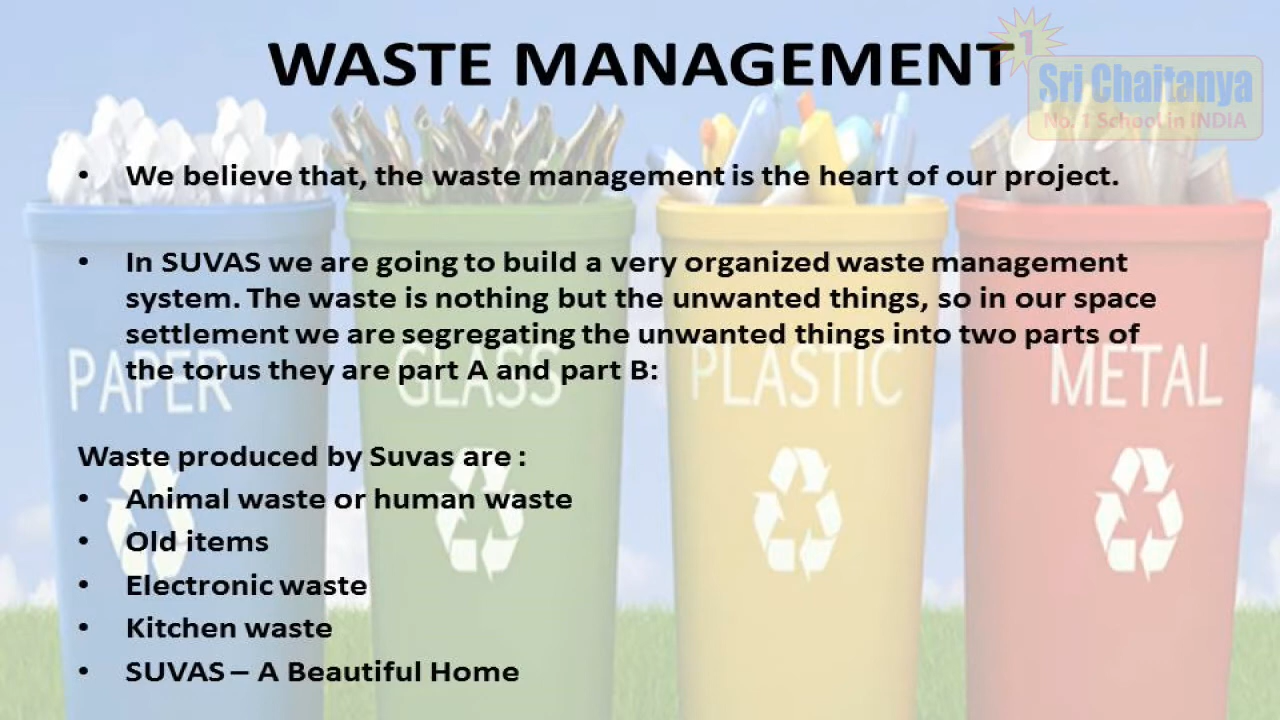 WASTE MANAGEMENT
1
Sri Chaitanya
No. 1 School in INDIA
• We believe that, the waste management is the heart of our project.
• In SUVAS we are going to build a very organized waste management
system. The waste is nothing but the unwanted things, so in our space
settlement we are segregating the unwanted things into two parts of
the torus they are part A and part B:
PAPER
GLASS
PLASTIC
METAL
Waste produced by Suvas are :
• Animal waste or human waste
• Old items
• Electronic waste
• Kitchen waste
• SUVAS – A Beautiful Home